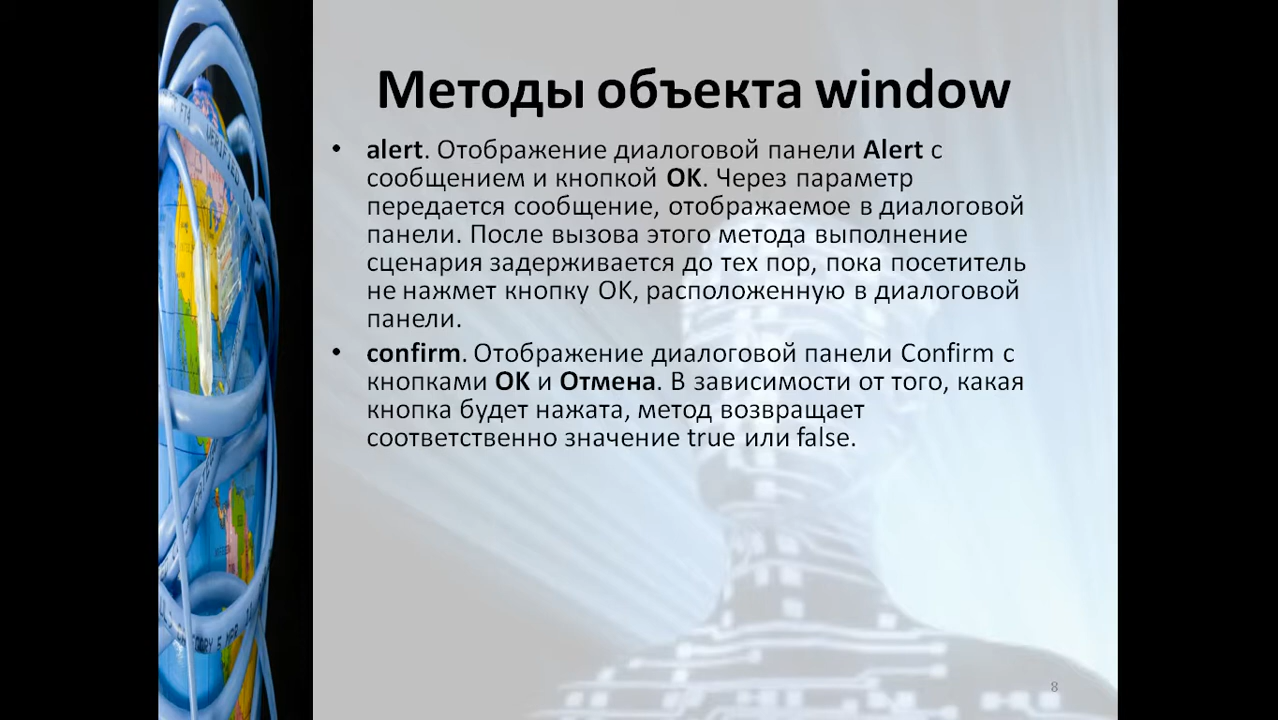 Методы объекта window
• alert. Отображение диалоговой панели Alert с
сообщением и кнопкой OK. Через параметр
передается сообщение, отображаемое в диалоговой
панели. После вызова этого метода выполнение
сценария задерживается до тех пор, пока посетитель
не нажмет кнопку OK, расположенную в диалоговой
панели.
• confirm. Отображение диалоговой панели Confirm с
кнопками OK и Отмена. В зависимости от того, какая
кнопка будет нажата, метод возвращает
соответственно значение true или false.
8
VERIFIED